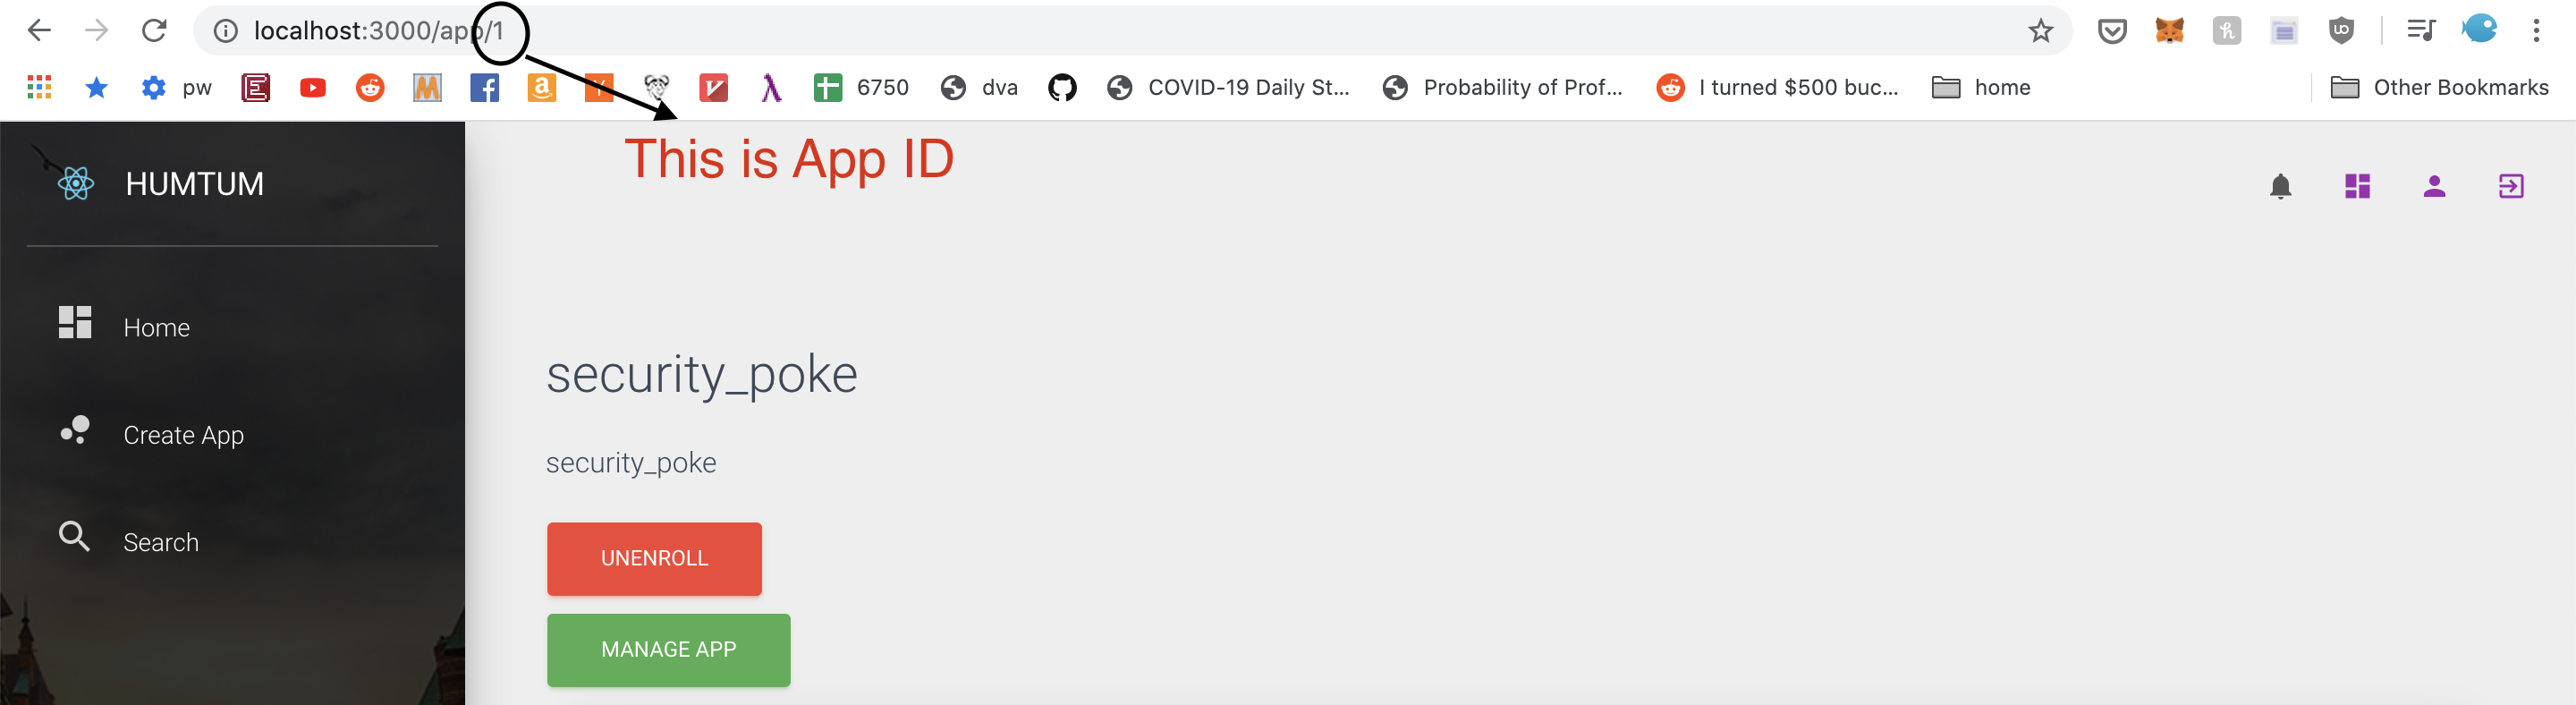 localhost:3000/app/1
pw
6750
dva
COVID-19 Daily St...
Probability of Prof...
I turned $500 buc...
home
Other Bookmarks
This is App ID
HUMTUM
Home
Create App
Search
security_poke
security_poke
UNENROLL
MANAGE APP